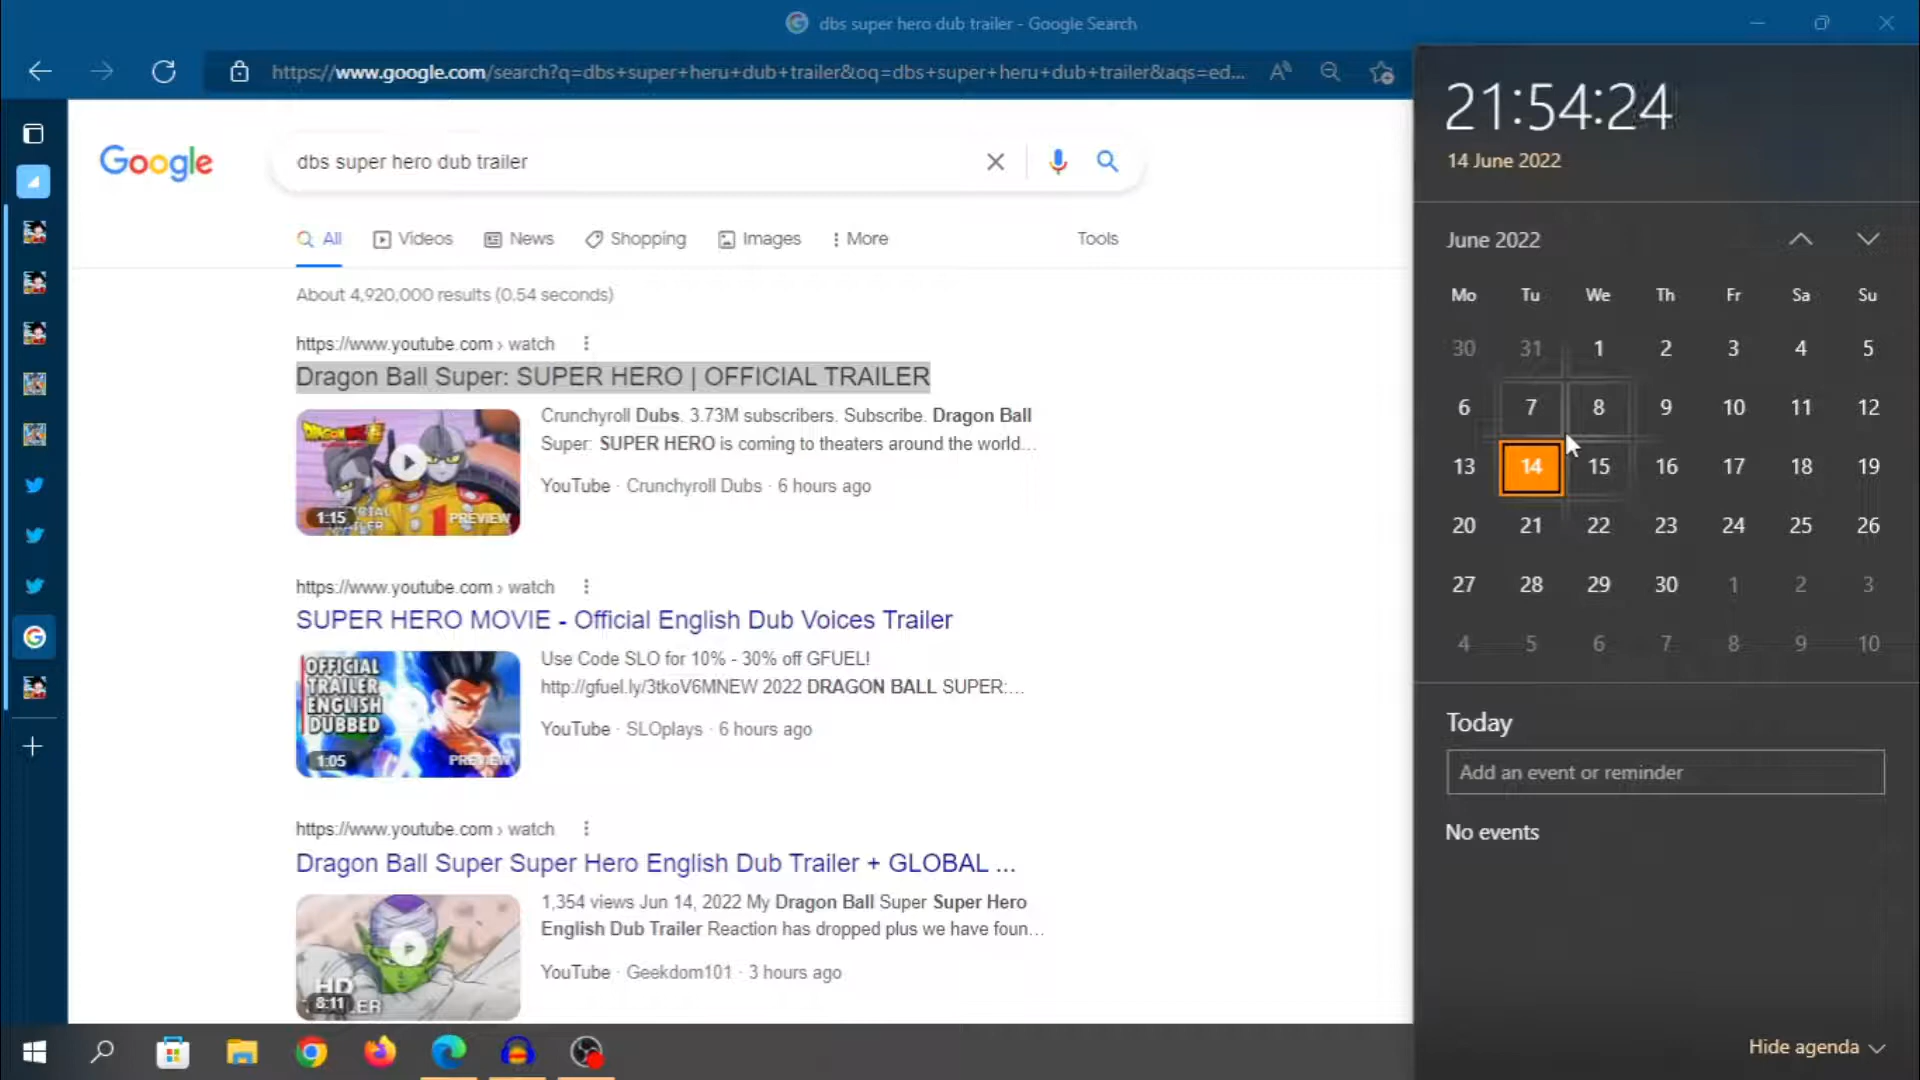 dbs super hero dub trailer - Google Search
https://www.google.com/search?q=dbs+super+heru+dub+trailer&oq=dbs+super+heru+dub+trailer&aqs=ed...
Google
dbs super hero dub trailer
All
Videos
News
Shopping
Images
More
Tools
About 4,920,000 results (0.54 seconds)
https://www.youtube.com › watch
Dragon Ball Super: SUPER HERO | OFFICIAL TRAILER
1:15
PREVIEW
Crunchyroll Dubs. 3.73M subscribers. Subscribe. Dragon Ball
Super: SUPER HERO is coming to theaters around the world...
YouTube · Crunchyroll Dubs · 6 hours ago
https://www.youtube.com › watch
SUPER HERO MOVIE - Official English Dub Voices Trailer
OFFICIAL
TRAILER
ENGLISH
DUBBED
1:05
PREVIEW
Use Code SLO for 10% - 30% off GFUEL!
http://gfuel.ly/3tkoV6MNEW 2022 DRAGON BALL SUPER:...
YouTube · SLOplays · 6 hours ago
https://www.youtube.com › watch
Dragon Ball Super Super Hero English Dub Trailer + GLOBAL ...
HD
8:11
1,354 views Jun 14, 2022 My Dragon Ball Super Super Hero
English Dub Trailer Reaction has dropped plus we have foun...
YouTube · Geekdom101 · 3 hours ago
21:54:24
14 June 2022
June 2022
Mo Tu We Th Fr Sa Su
30 31 1 2 3 4 5
6 7 8 9 10 11 12
13 14 15 16 17 18 19
20 21 22 23 24 25 26
27 28 29 30 1 2 3
4 5 6 7 8 9 10
Today
Add an event or reminder
No events
Hide agenda